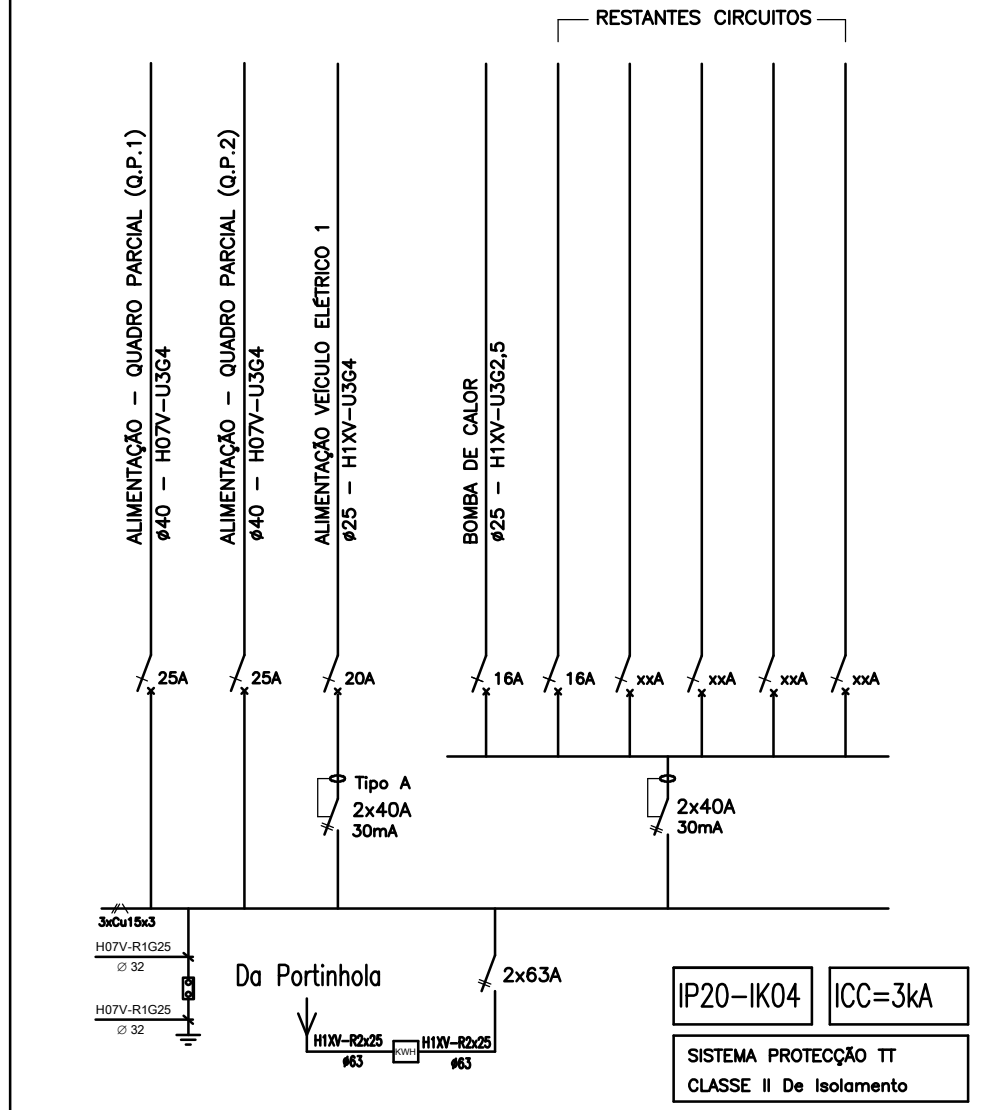 RESTANTES CIRCUITOS
ALIMENTAÇÃO - QUADRO PARCIAL (Q.P.1)
ø40 - H07V-U3G4
ALIMENTAÇÃO - QUADRO PARCIAL (Q.P.2)
ø40 - H07V-U3G4
ALIMENTAÇÃO VEÍCULO ELÉTRICO 1
ø25 - H1XV-U3G4
BOMBA DE CALOR
ø25 - H1XV-U3G2,5
25A
25A
20A
16A
16A
xxA
xxA
xxA
xxA
Tipo A
2x40A
30mA
2x40A
30mA
3xCu15x3
H07V-R1G25
Ø 32
H07V-R1G25
Ø 32
Da Portinhola
2x63A
H1XV-R2x25
ø63
KWH
H1XV-R2x25
ø63
IP20-IK04
ICC=3kA
SISTEMA PROTECÇÃO TT
CLASSE II De Isolamento